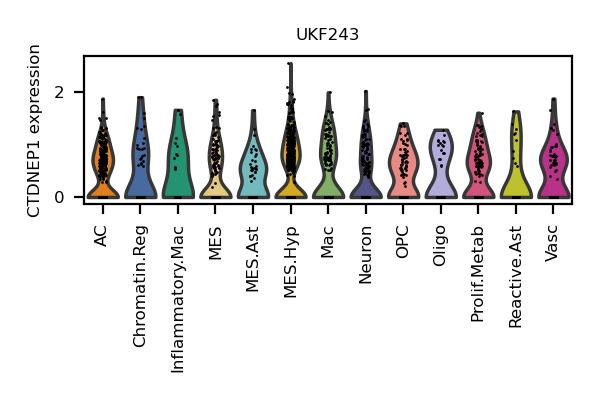 UKF243
CTDNEP1 expression
2
0
AC
Chromatin.Reg
Inflammatory.Mac
MES
MES.Ast
MES.Hyp
Mac
Neuron
OPC
Oligo
Prolif.Metab
Reactive.Ast
Vasc